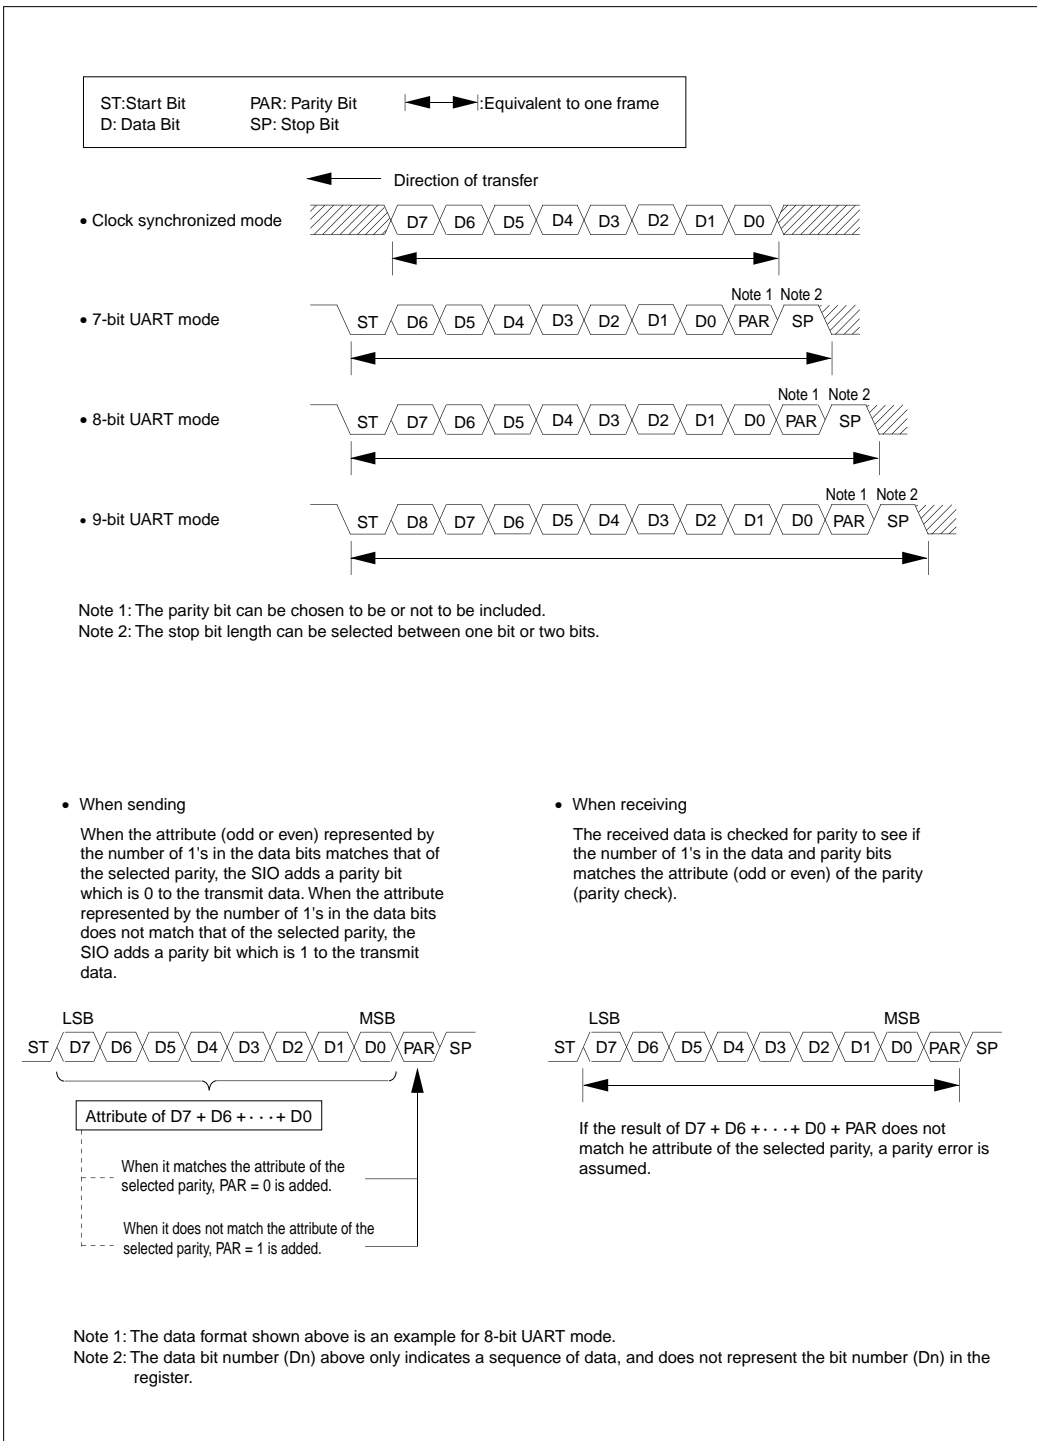 ST:Start Bit PAR: Parity Bit :Equivalent to one frame
D: Data Bit SP: Stop Bit
Direction of transfer
• Clock synchronized mode D7 D6 D5 D4 D3 D2 D1 D0
Note 1 Note 2
• 7-bit UART mode ST D6 D5 D4 D3 D2 D1 D0 PAR SP
Note 1 Note 2
• 8-bit UART mode ST D7 D6 D5 D4 D3 D2 D1 D0 PAR SP
Note 1 Note 2
• 9-bit UART mode ST D8 D7 D6 D5 D4 D3 D2 D1 D0 PAR SP
Note 1: The parity bit can be chosen to be or not to be included.
Note 2: The stop bit length can be selected between one bit or two bits.
• When sending
When the attribute (odd or even) represented by
the number of 1's in the data bits matches that of
the selected parity, the SIO adds a parity bit
which is 0 to the transmit data. When the attribute
represented by the number of 1's in the data bits
does not match that of the selected parity, the
SIO adds a parity bit which is 1 to the transmit
data.
LSB MSB
ST D7 D6 D5 D4 D3 D2 D1 D0 PAR SP
Attribute of D7 + D6 + · · · + D0
When it matches the attribute of the
selected parity, PAR = 0 is added.
When it does not match the attribute of the
selected parity, PAR = 1 is added.
• When receiving
The received data is checked for parity to see if
the number of 1's in the data and parity bits
matches the attribute (odd or even) of the parity
(parity check).
LSB MSB
ST D7 D6 D5 D4 D3 D2 D1 D0 PAR SP
If the result of D7 + D6 + · · · + D0 + PAR does not
match he attribute of the selected parity, a parity error is
assumed.
Note 1: The data format shown above is an example for 8-bit UART mode.
Note 2: The data bit number (Dn) above only indicates a sequence of data, and does not represent the bit number (Dn) in the
register.